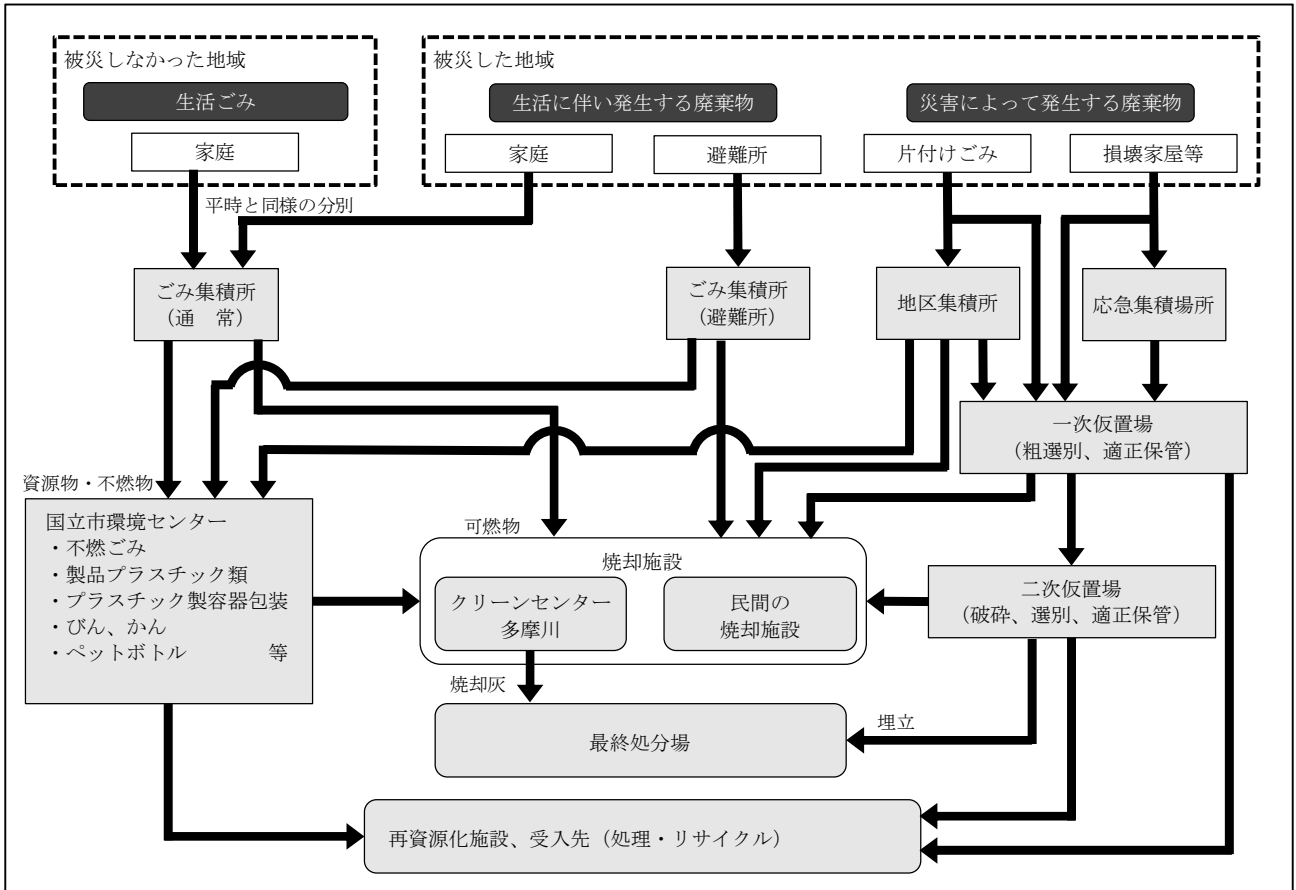 被災しなかった地域
生活ごみ
家庭
被災した地域
生活に伴い発生する廃棄物
災害によって発生する廃棄物
家庭
避難所
片付けごみ
損壊家屋等
平時と同様の分別
ごみ集積所
（通　常）
ごみ集積所
（避難所）
地区集積所
応急集積場所
一次仮置場
（粗選別、適正保管）
資源物・不燃物
国立市環境センター
・不燃ごみ
・製品プラスチック類
・プラスチック製容器包装
・びん、かん
・ペットボトル　　　　等
可燃物
焼却施設
クリーンセンター
多摩川
民間の
焼却施設
二次仮置場
（破砕、選別、適正保管）
焼却灰
埋立
最終処分場
再資源化施設、受入先（処理・リサイクル）